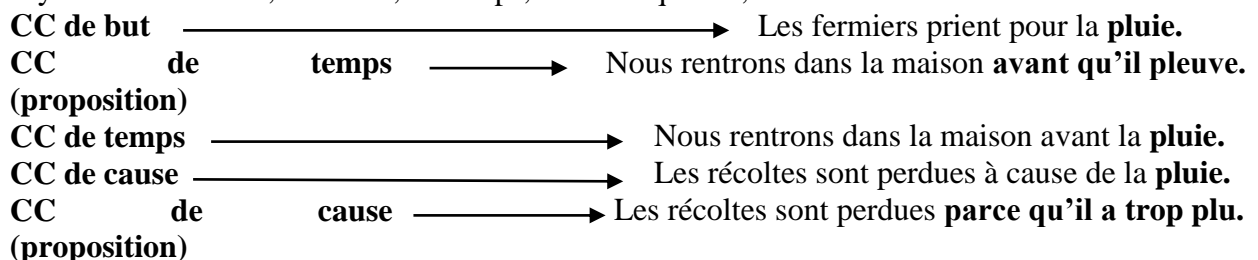 CC de but Les fermiers prient pour la pluie.
CC de temps Nous rentrons dans la maison avant qu'il pleuve.
(proposition)
CC de temps Nous rentrons dans la maison avant la pluie.
CC de cause Les récoltes sont perdues à cause de la pluie.
CC de cause Les récoltes sont perdues parce qu'il a trop plu.
(proposition)